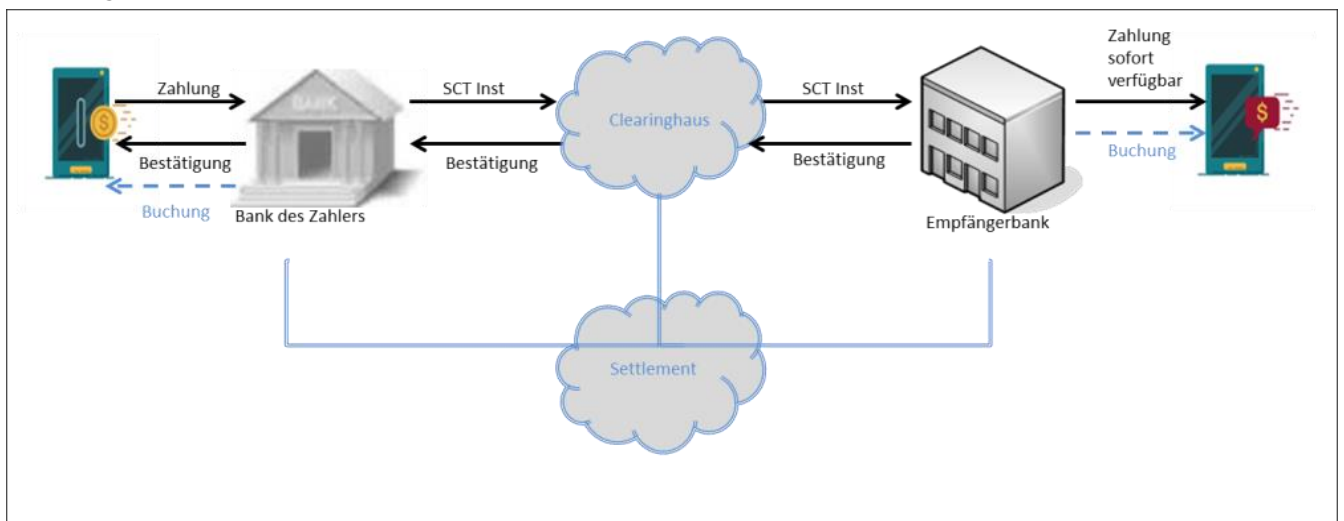 Zahlung
Bestätigung
Buchung
BANK
Bank des Zahlers
SCT Inst
Bestätigung
Clearinghaus
SCT Inst
Bestätigung
Empfängerbank
Zahlung
sofort
verfügbar
Buchung
Settlement
$
$